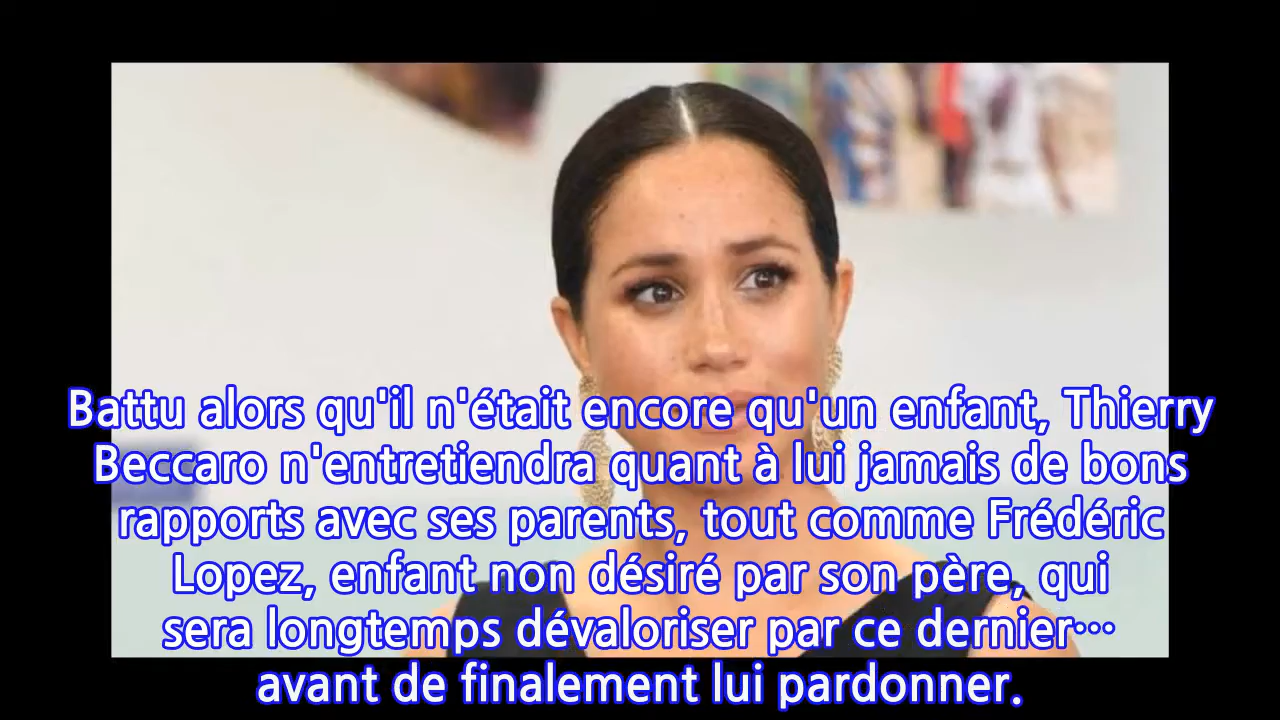 Battu alors qu'il n'était encore qu'un enfant, Thierry
Beccaro n'entretiendra quant à lui jamais de bons
rapports avec ses parents, tout comme Frédéric
Lopez, enfant non désiré par son père, qui
sera longtemps dévaloriser par ce dernier…
avant de finalement lui pardonner.